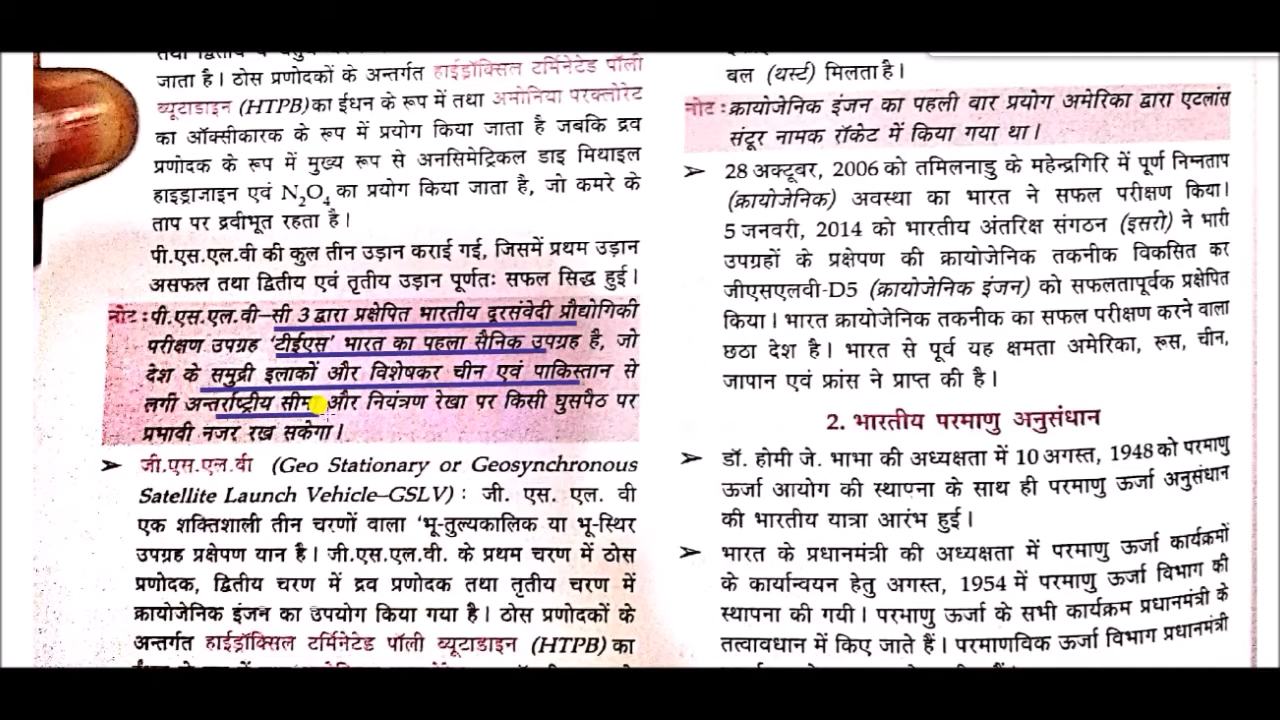 जाता है। ठोस प्रणोदकों के अन्तर्गत हाईड्रॉक्सिल टर्मिनेटेड पॉली
ब्यूटाडाइन (HTPB) का ईधन के रूप में तथा अमोनिया परक्लोरेट
का ऑक्सीकारक के रूप में प्रयोग किया जाता है जबकि द्रव
प्रणोदक के रूप में मुख्य रूप से अनसिमेट्रिकल डाइ मिथाइल
हाइड्राजाइन एवं N₂O₄ का प्रयोग किया जाता है, जो कमरे के
ताप पर द्रवीभूत रहता है।
पी.एस.एल.वी की कुल तीन उड़ान कराई गई, जिसमें प्रथम उड़ान
असफल तथा द्वितीय एवं तृतीय उड़ान पूर्णतः सफल सिद्ध हुई।
नोट : पी.एस.एल.वी–सी 3 द्वारा प्रक्षेपित भारतीय दूरसंवेदी प्रौद्योगिकी
परीक्षण उपग्रह ‘टीईएस’ भारत का पहला सैनिक उपग्रह है, जो
देश के समुद्री इलाकों और विशेषकर चीन एवं पाकिस्तान से
लगी अन्तर्राष्ट्रीय सीमा और नियंत्रण रेखा पर किसी घुसपैठ पर
प्रभावी नजर रख सकेगा।
➤ जी.एस.एल.वी (Geo Stationary or Geosynchronous
Satellite Launch Vehicle–GSLV) : जी. एस. एल. वी
एक शक्तिशाली तीन चरणों वाला ‘भू-तुल्यकालिक या भू-स्थिर
उपग्रह प्रक्षेपण यान है। जी.एस.एल.वी. के प्रथम चरण में ठोस
प्रणोदक, द्वितीय चरण में द्रव प्रणोदक तथा तृतीय चरण में
क्रायोजेनिक इंजन का उपयोग किया गया है। ठोस प्रणोदकों के
अन्तर्गत हाईड्रॉक्सिल टर्मिनेटेड पॉली ब्यूटाडाइन (HTPB) का
बल (थर्स्ट) मिलता है।
नोट : क्रायोजेनिक इंजन का पहली बार प्रयोग अमेरिका द्वारा एटलांस
संटूर नामक रॉकेट में किया गया था।
➤ 28 अक्टूबर, 2006 को तमिलनाडु के महेन्द्रगिरि में पूर्ण निम्नताप
(क्रायोजेनिक) अवस्था का भारत ने सफल परीक्षण किया।
5 जनवरी, 2014 को भारतीय अंतरिक्ष संगठन (इसरो) ने भारी
उपग्रहों के प्रक्षेपण की क्रायोजेनिक तकनीक विकसित कर
जीएसएलवी-D5 (क्रायोजेनिक इंजन) को सफलतापूर्वक प्रक्षेपित
किया। भारत क्रायोजेनिक तकनीक का सफल परीक्षण करने वाला
छठा देश है। भारत से पूर्व यह क्षमता अमेरिका, रूस, चीन,
जापान एवं फ्रांस ने प्राप्त की है।
2. भारतीय परमाणु अनुसंधान
➤ डॉ. होमी जे. भाभा की अध्यक्षता में 10 अगस्त, 1948 को परमाणु
ऊर्जा आयोग की स्थापना के साथ ही परमाणु ऊर्जा अनुसंधान
की भारतीय यात्रा आरंभ हुई।
➤ भारत के प्रधानमंत्री की अध्यक्षता में परमाणु ऊर्जा कार्यक्रमों
के कार्यान्वयन हेतु अगस्त, 1954 में परमाणु ऊर्जा विभाग की
स्थापना की गयी। परमाणु ऊर्जा के सभी कार्यक्रम प्रधानमंत्री के
तत्वावधान में किए जाते हैं। परमाणविक ऊर्जा विभाग प्रधानमंत्री